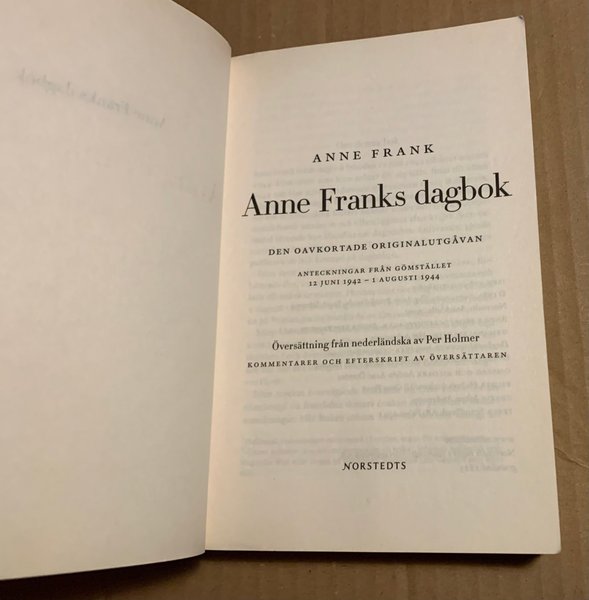 ANNE FRANK
Anne Franks dagbok
DEN OAVKORTADE ORIGINALUTGÅVAN
ANTECKNINGAR FRÅN GÖMSTÄLLET
12 JUNI 1942 – 1 AUGUSTI 1944
Översättning från nederländska av Per Holmer
KOMMENTARER OCH EFTERSKRIFT AV ÖVERSÄTTAREN
NORSTEDTS